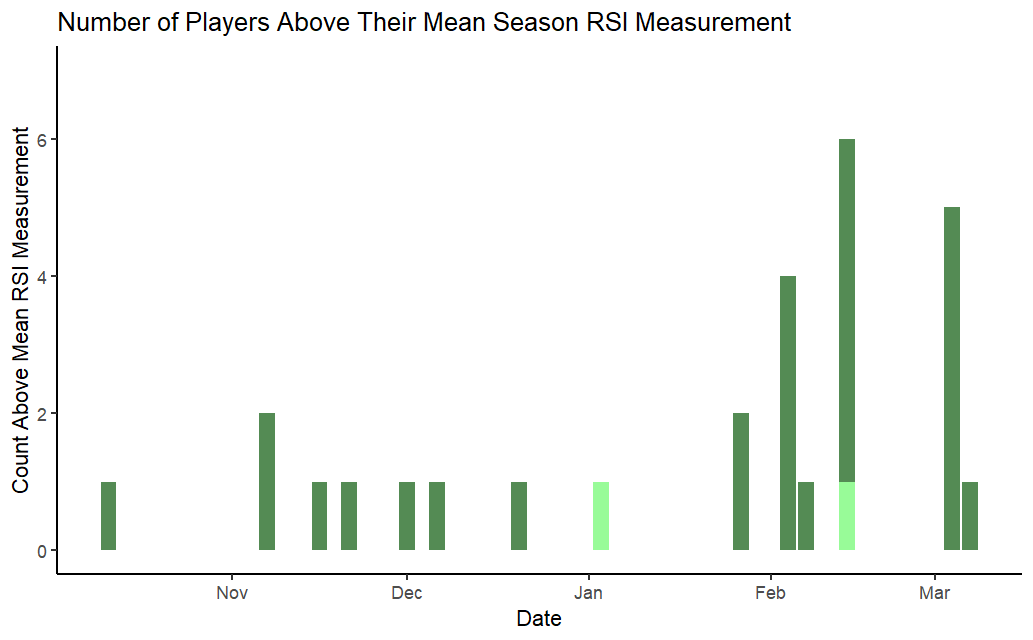 Number of Players Above Their Mean Season RSI Measurement
Count Above Mean RSI Measurement
6
4
2
0
Nov Dec Jan Feb Mar
Date